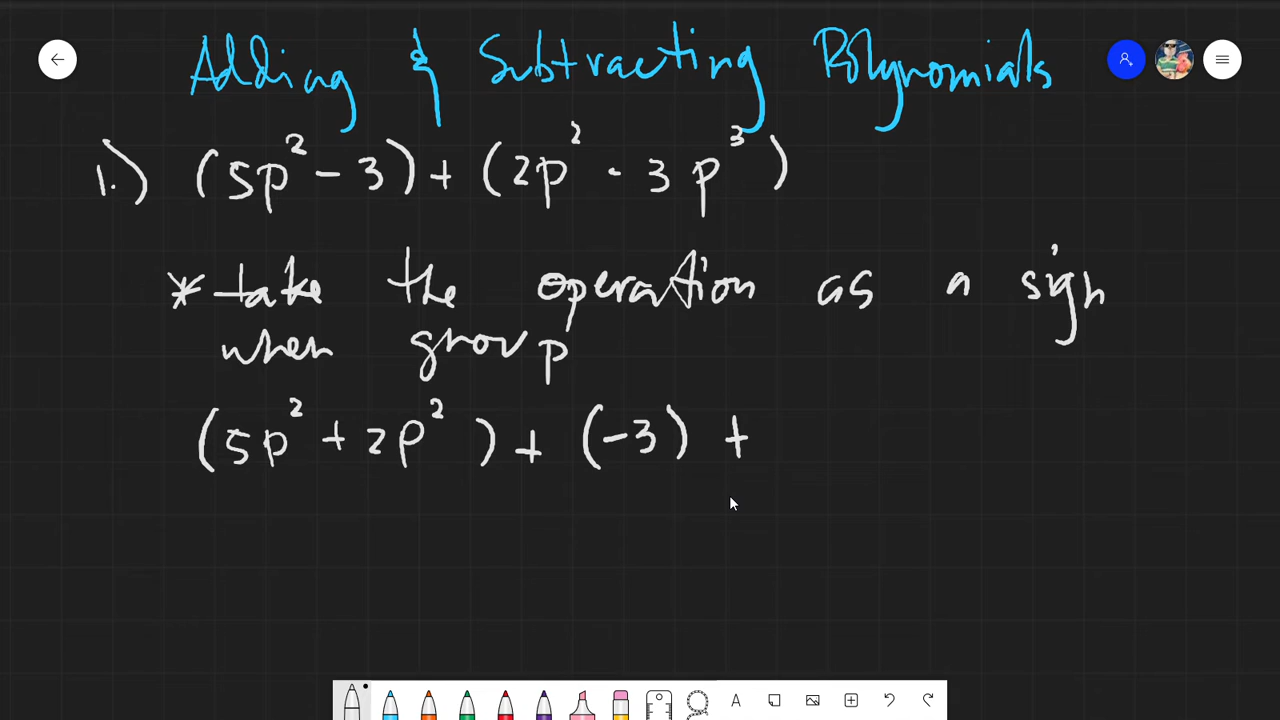 Adding & Subtracting Polynomials
1.) (5p² - 3) + (2p² - 3p³)
* take the operation as a sign
when group
(5p² + 2p²) + (-3) +
A